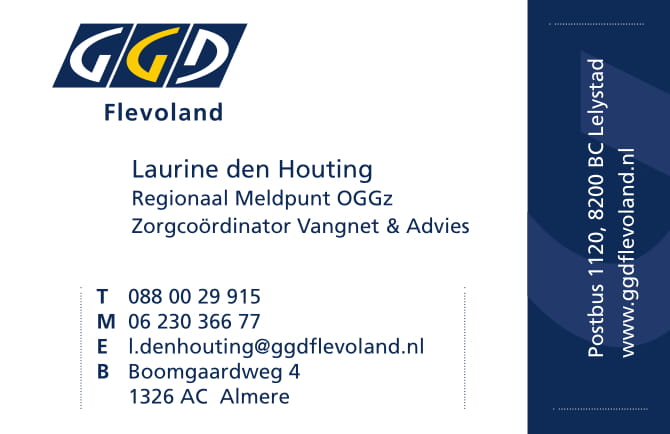 GGD
Flevoland
Laurine den Houting
Regionaal Meldpunt OGGz
Zorgcoördinator Vangnet & Advies
T 088 00 29 915
M 06 230 366 77
E l.denhouting@ggdflevoland.nl
B Boomgaardweg 4
1326 AC Almere
Postbus 1120, 8200 BC Lelystad
www.ggdflevoland.nl